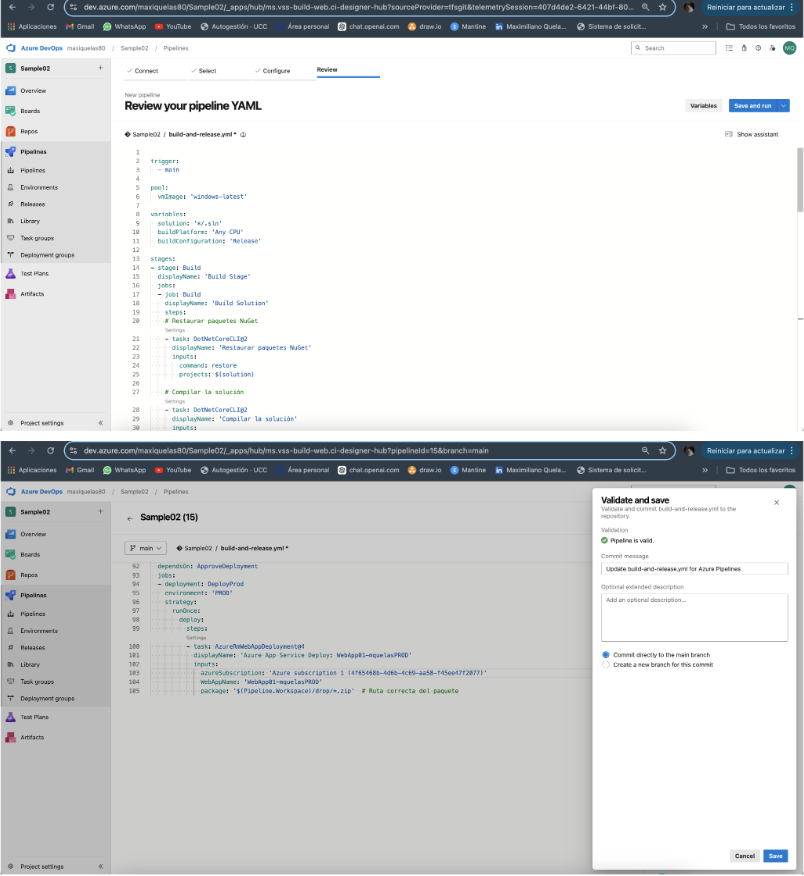 dev.azure.com/maxiquelas80/Sample02/_apps/hub/ms.vss-build-web.ci-designer-hub?sourceProvider=tfsgit&telemetrySession=407d4de2-6421-44bf-80...
Reiniciar para actualizar
Aplicaciones Gmail WhatsApp YouTube Autogestión · UCC Área personal chat.openai.com draw.io Mantine Maximiliano Quela... Sistema de solicit... » Todos los favoritos
Azure DevOps maxiquelas80 / Sample02 / Pipelines Search MQ
S Sample02 +
Connect Select Configure Review
Overview
Boards
Repos
Pipelines
Pipelines
Environments
Releases
Library
Task groups
Deployment groups
Test Plans
Artifacts
Project settings «
New pipeline
Review your pipeline YAML
Variables Save and run
Sample02 / build-and-release.yml *
Show assistant
1
2 trigger:
3 - main
4
5 pool:
6 vmImage: 'windows-latest'
7
8 variables:
9 solution: '*/.sln'
10 buildPlatform: 'Any CPU'
11 buildConfiguration: 'Release'
12
13 stages:
14 - stage: Build
15 displayName: 'Build Stage'
16 jobs:
17 - job: Build
18 displayName: 'Build Solution'
19 steps:
20 # Restaurar paquetes NuGet
Settings
21 - task: DotNetCoreCLI@2
22 displayName: 'Restaurar paquetes NuGet'
23 inputs:
24 command: restore
25 projects: $(solution)
26
27 # Compilar la solución
Settings
28 - task: DotNetCoreCLI@2
29 displayName: 'Compilar la solución'
30 inputs:
dev.azure.com/maxiquelas80/Sample02/_apps/hub/ms.vss-build-web.ci-designer-hub?pipelineId=15&branch=main
Reiniciar para actualizar
Aplicaciones Gmail WhatsApp YouTube Autogestión · UCC Área personal chat.openai.com draw.io Mantine Maximiliano Quela... Sistema de solicit... » Todos los favoritos
Azure DevOps maxiquelas80 / Sample02 / Pipelines
S Sample02 +
Overview
Boards
Repos
Pipelines
Pipelines
Environments
Releases
Library
Task groups
Deployment groups
Test Plans
Artifacts
Project settings «
← Sample02 (15)
main Sample02 / build-and-release.yml *
92 dependsOn: ApproveDeployment
93 jobs:
94 - deployment: DeployProd
95 environment: 'PROD'
96 strategy:
97 runOnce:
98 deploy:
99 steps:
Settings
100 - task: AzureRmWebAppDeployment@4
101 displayName: 'Azure App Service Deploy: WebApp01-mquelasPROD'
102 inputs:
103 azureSubscription: 'Azure subscription 1 (4f65468b-4d6b-4c69-aa58-f45ee47f2077)'
104 WebAppName: 'WebApp01-mquelasPROD'
105 package: '$(Pipeline.Workspace)/drop/*.zip' # Ruta correcta del paquete
Validate and save
Validate and commit build-and-release.yml to the
repository.
Validation
Pipeline is valid.
Commit message
Update build-and-release.yml for Azure Pipelines
Optional extended description
Add an optional description...
Commit directly to the main branch
Create a new branch for this commit
Cancel Save